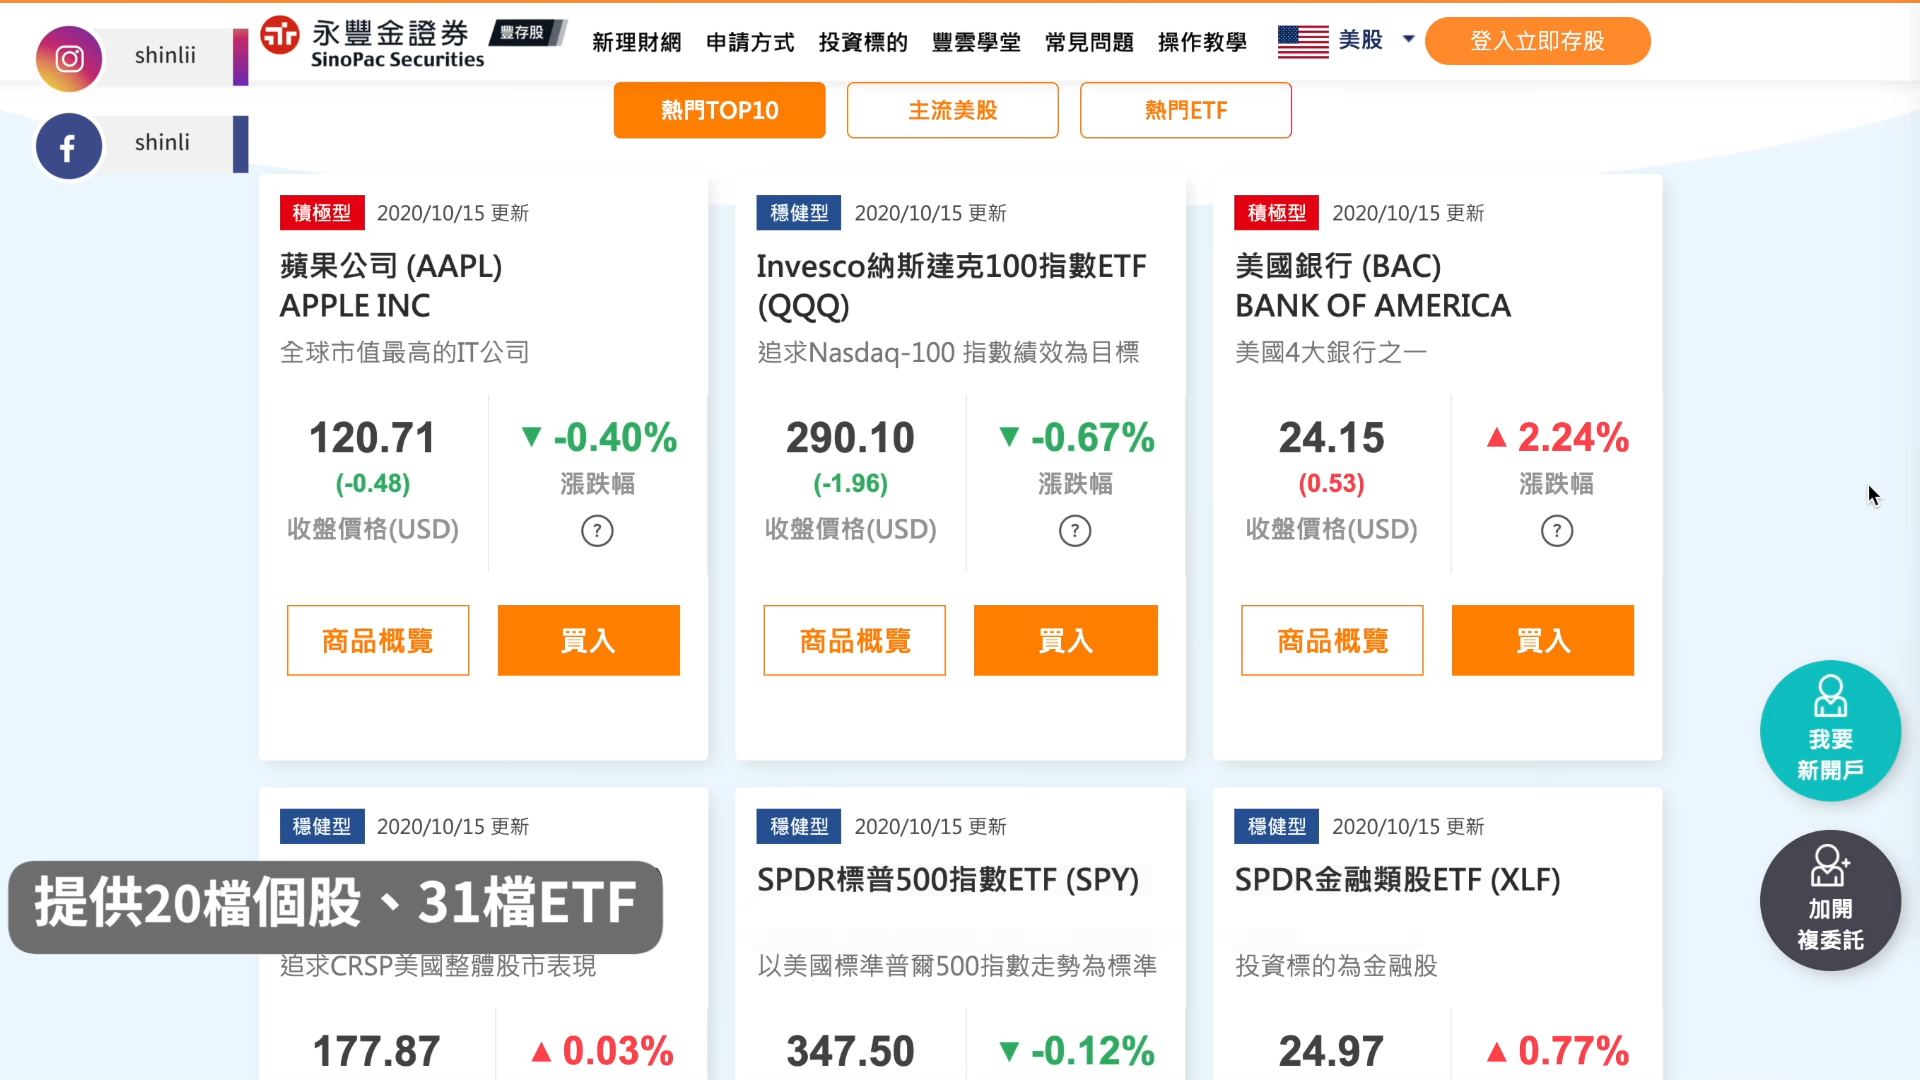 shinlii
shinli
永豐金證券 豐存股
SinoPac Securities
新理財網 申請方式 投資標的 豐雲學堂 常見問題 操作教學 美股 登入立即存股
熱門TOP10 主流美股 熱門ETF
積極型 2020/10/15 更新
蘋果公司 (AAPL)
APPLE INC
全球市值最高的IT公司
120.71 ▼ -0.40%
(-0.48) 漲跌幅
收盤價格(USD) ?
商品概覽 買入
穩健型 2020/10/15 更新
Invesco納斯達克100指數ETF
(QQQ)
追求Nasdaq-100 指數績效為目標
290.10 ▼ -0.67%
(-1.96) 漲跌幅
收盤價格(USD) ?
商品概覽 買入
積極型 2020/10/15 更新
美國銀行 (BAC)
BANK OF AMERICA
美國4大銀行之一
24.15 ▲ 2.24%
(0.53) 漲跌幅
收盤價格(USD) ?
商品概覽 買入
穩健型 2020/10/15 更新
追求CRSP美國整體股市表現
177.87 ▲ 0.03%
穩健型 2020/10/15 更新
SPDR標普500指數ETF (SPY)
以美國標準普爾500指數走勢為標準
347.50 ▼ -0.12%
穩健型 2020/10/15 更新
SPDR金融類股ETF (XLF)
投資標的為金融股
24.97 ▲ 0.77%
我要
新開戶
加開
複委託
提供20檔個股、31檔ETF